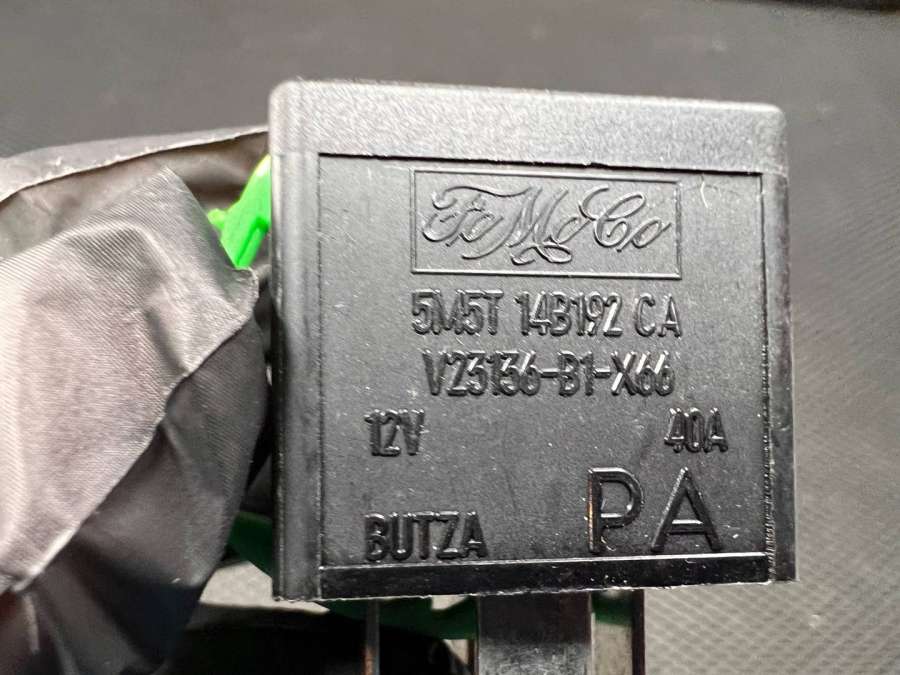 FoMoCo
5M5T 14B192 CA
V23136-B1-X66
12V 40A
BUTZA PA